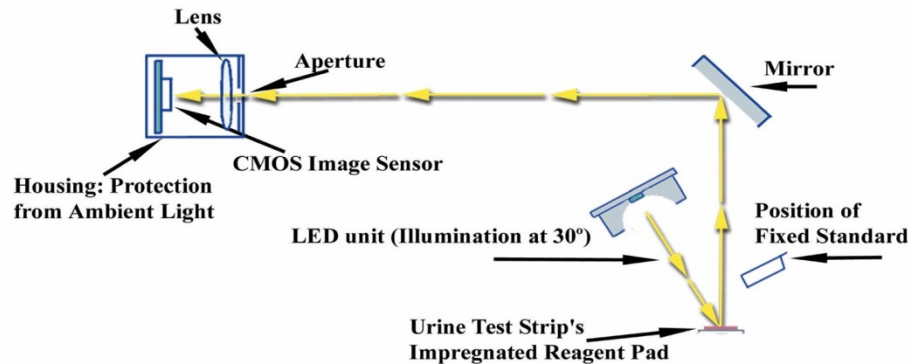 Lens
Aperture
Mirror
CMOS Image Sensor
Housing: Protection
from Ambient Light
LED unit (Illumination at 30º)
Position of
Fixed Standard
Urine Test Strip's
Impregnated Reagent Pad